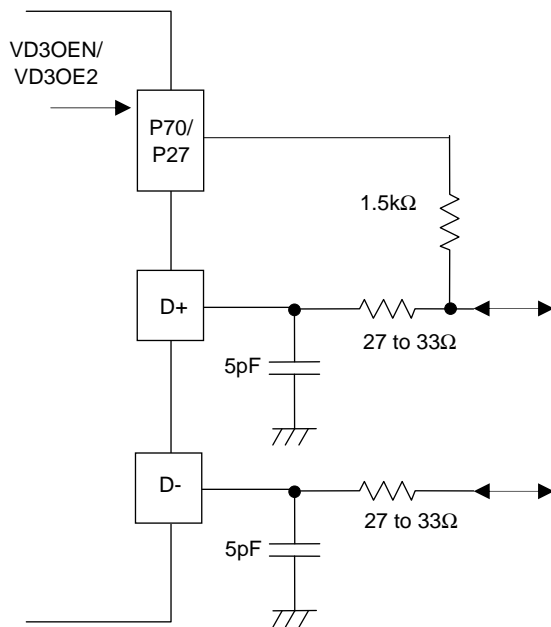 VD3OEN/
VD3OE2
P70/
P27
1.5kΩ
D+
27 to 33Ω
5pF
D-
27 to 33Ω
5pF